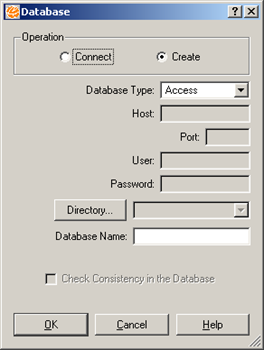 Database
Operation
Connect Create
Database Type: Access
Host:
Port:
User:
Password:
Directory...
Database Name:
Check Consistency in the Database
OK Cancel Help